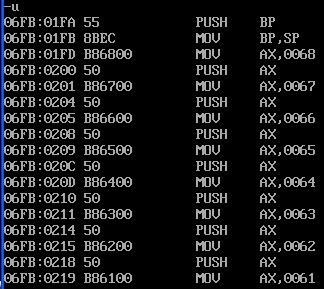 -u
06FB:01FA 55 PUSH BP
06FB:01FB 8BEC MOV BP,SP
06FB:01FD B86800 MOV AX,0068
06FB:0200 50 PUSH AX
06FB:0201 B86700 MOV AX,0067
06FB:0204 50 PUSH AX
06FB:0205 B86600 MOV AX,0066
06FB:0208 50 PUSH AX
06FB:0209 B86500 MOV AX,0065
06FB:020C 50 PUSH AX
06FB:020D B86400 MOV AX,0064
06FB:0210 50 PUSH AX
06FB:0211 B86300 MOV AX,0063
06FB:0214 50 PUSH AX
06FB:0215 B86200 MOV AX,0062
06FB:0218 50 PUSH AX
06FB:0219 B86100 MOV AX,0061